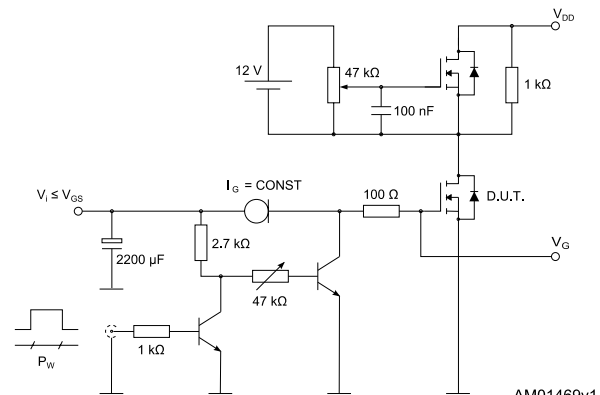 V_DD
12 V
47 kΩ
1 kΩ
100 nF
V_i ≤ V_GS
I_G = CONST
100 Ω
D.U.T.
2.7 kΩ
2200 μF
V_G
47 kΩ
1 kΩ
P_W
AM01469v1